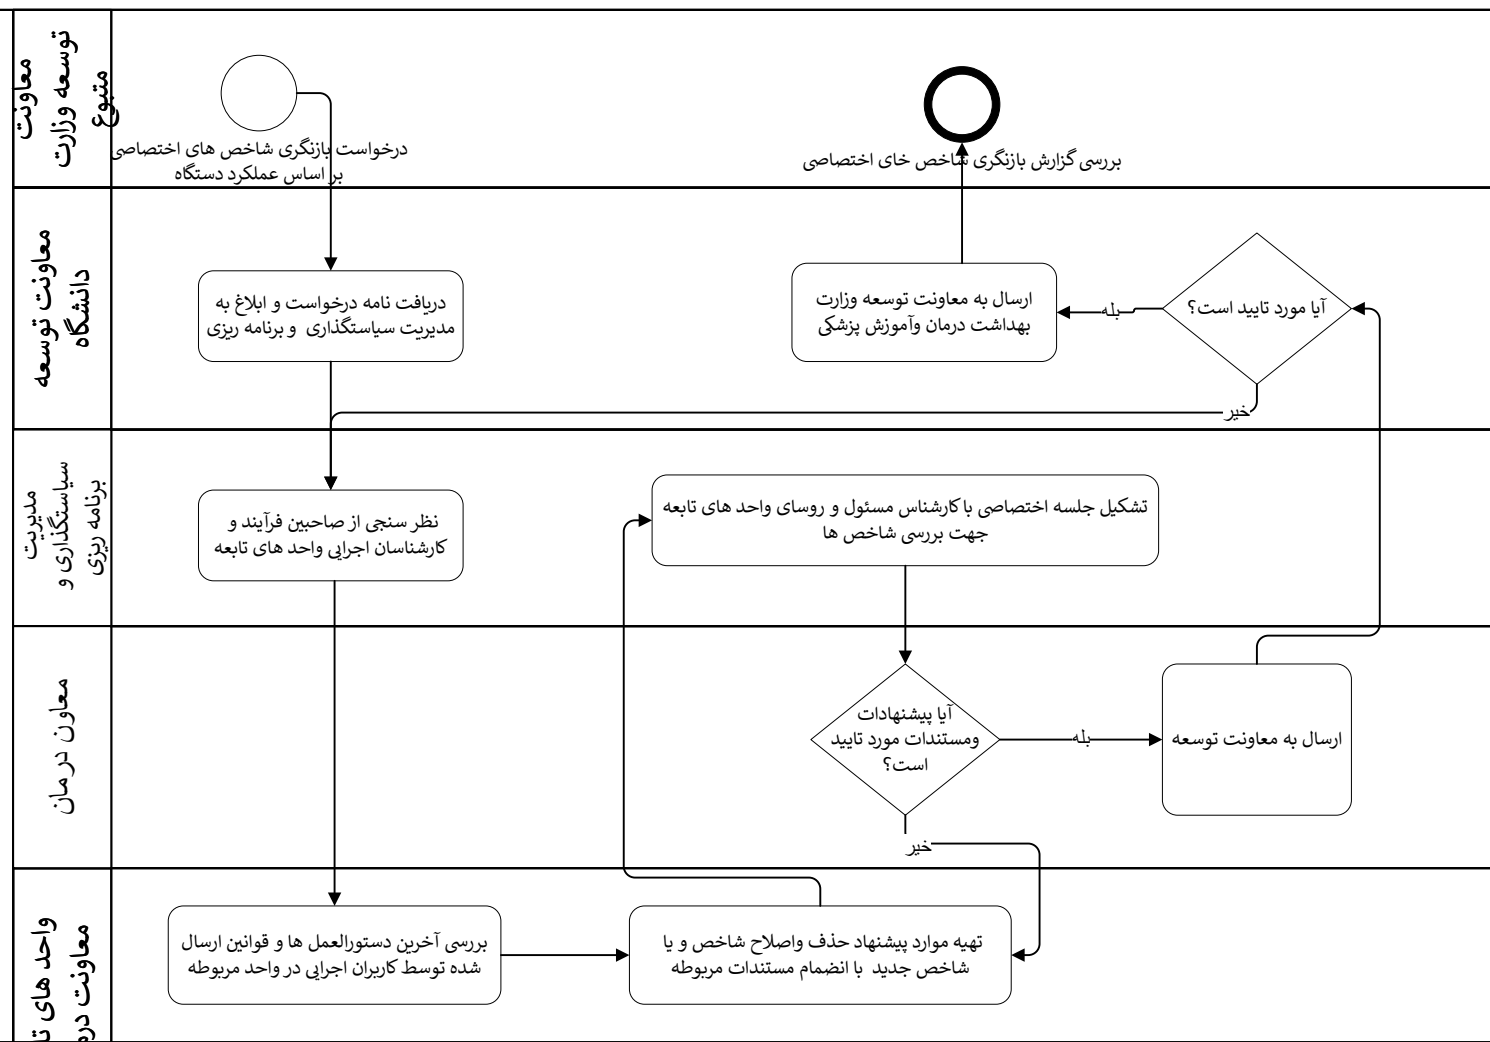 معاونت
توسعه وزارت
متبوع
درخواست بازنگری شاخص های اختصاصی
بر اساس عملکرد دستگاه
بررسی گزارش بازنگری شاخص خای اختصاصی
معاونت توسعه
دانشگاه
دریافت نامه درخواست و ابلاغ به
مدیریت سیاستگذاری و برنامه ریزی
ارسال به معاونت توسعه وزارت
بهداشت درمان وآموزش پزشکی
بله
آیا مورد تایید است؟
خیر
مدیریت
سیاستگذاری و
برنامه ریزی
نظر سنجی از صاحبین فرآیند و
کارشناسان اجرایی واحد های تابعه
تشکیل جلسه اختصاصی با کارشناس مسئول و روسای واحد های تابعه
جهت بررسی شاخص ها
معاون درمان
آیا پیشنهادات
ومستندات مورد تایید
است؟
بله
ارسال به معاونت توسعه
خیر
واحد های
معاونت
بررسی آخرین دستورالعمل ها و قوانین ارسال
شده توسط کاربران اجرایی در واحد مربوطه
تهیه موارد پیشنهاد حذف واصلاح شاخص و یا
شاخص جدید با انضمام مستندات مربوطه